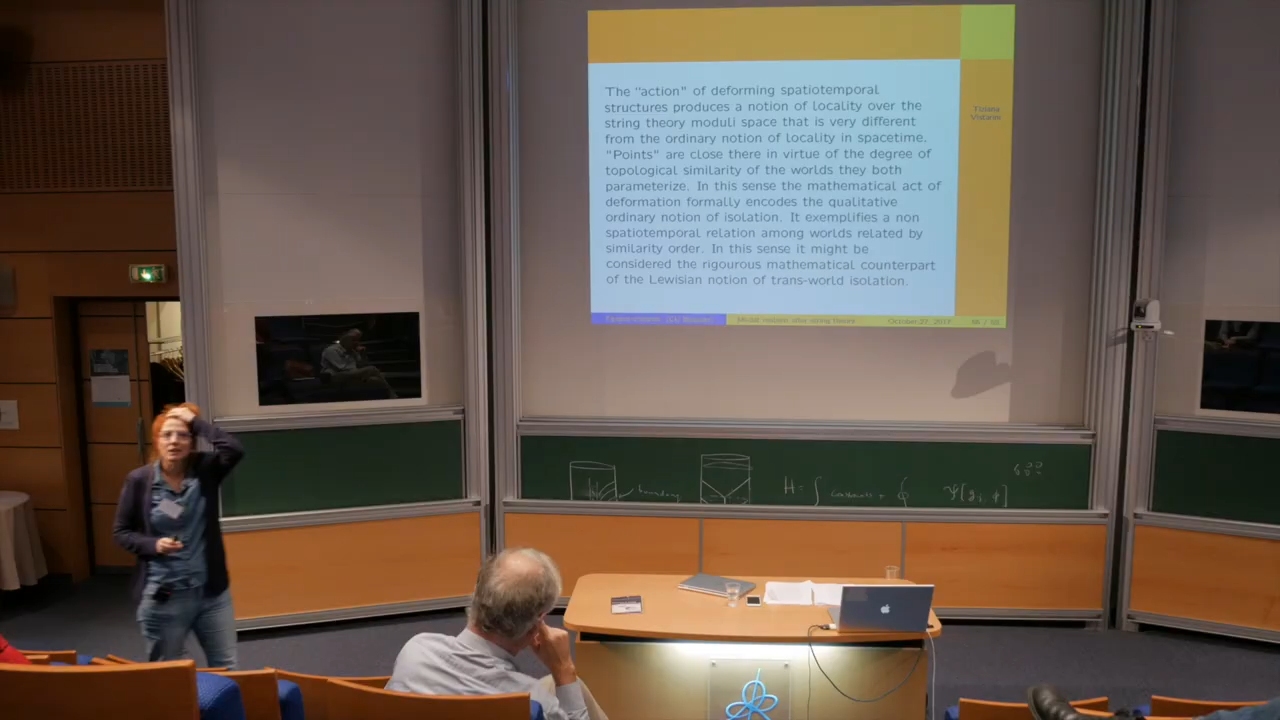 The "action" of deforming spatiotemporal
structures produces a notion of locality over the
string theory moduli space that is very different
from the ordinary notion of locality in spacetime.
"Points" are close there in virtue of the degree of
topological similarity of the worlds they both
parameterize. In this sense the mathematical act of
deformation formally encodes the qualitative
ordinary notion of isolation. It exemplifies a non
spatiotemporal relation among worlds related by
similarity order. In this sense it might be
considered the rigourous mathematical counterpart
of the Lewisian notion of trans-world isolation.
Tiziana
Vistarini
after string theory
October
boundary
H = ∫ constraints + ∮